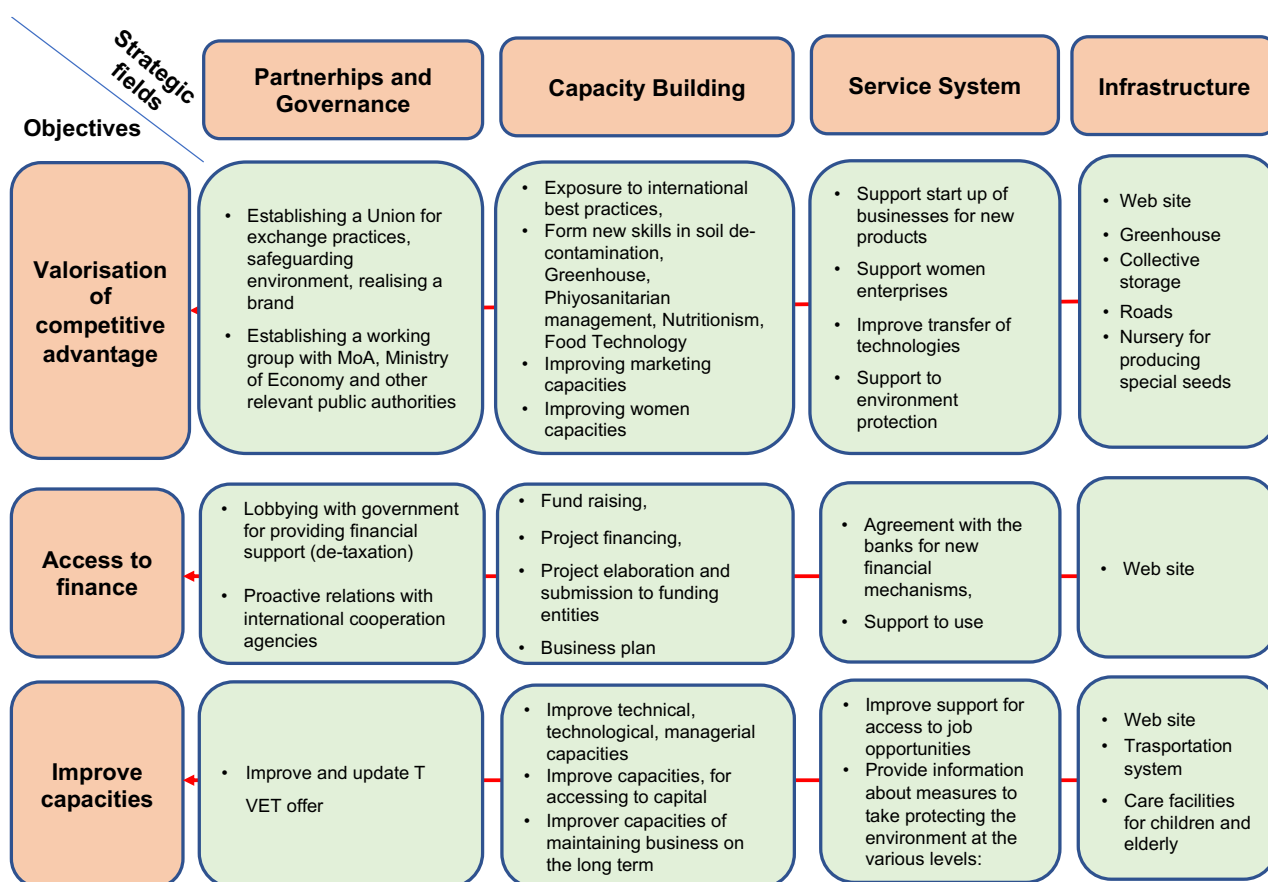 Strategic
fields
Objectives
Partnerhips and
Governance
Capacity Building
Service System
Infrastructure
Valorisation
of
competitive
advantage
• Establishing a Union for
exchange practices,
safeguarding
environment, realising a
brand
• Establishing a working
group with MoA, Ministry
of Economy and other
relevant public authorities
• Exposure to international
best practices,
• Form new skills in soil de-
contamination,
Greenhouse,
Phiyosanitarian
management, Nutritionism,
Food Technology
• Improving marketing
capacities
• Improving women
capacities
• Support start up of
businesses for new
products
• Support women
enterprises
• Improve transfer of
technologies
• Support to
environment
protection
• Web site
• Greenhouse
• Collective
storage
• Roads
• Nursery for
producing
special seeds
Access to
finance
• Lobbying with government
for providing financial
support (de-taxation)
• Proactive relations with
international cooperation
agencies
• Fund raising,
• Project financing,
• Project elaboration and
submission to funding
entities
• Business plan
• Agreement with the
banks for new
financial
mechanisms,
• Support to use
• Web site
Improve
capacities
• Improve and update T
VET offer
• Improve technical,
technological, managerial
capacities
• Improve capacities, for
accessing to capital
• Improver capacities of
maintaining business on
the long term
• Improve support for
access to job
opportunities
• Provide information
about measures to
take protecting the
environment at the
various levels:
• Web site
• Trasportation
system
• Care facilities
for children and
elderly